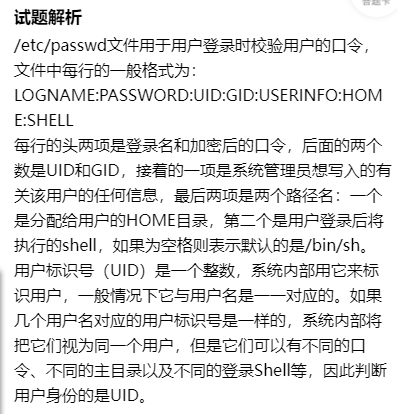 答题卡
试题解析
/etc/passwd文件用于用户登录时校验用户的口令，
文件中每行的一般格式为：
LOGNAME:PASSWORD:UID:GID:USERINFO:HOM
E:SHELL
每行的头两项是登录名和加密后的口令，后面的两个
数是UID和GID，接着的一项是系统管理员想写入的有
关该用户的任何信息，最后两项是两个路径名：一个
是分配给用户的HOME目录，第二个是用户登录后将
执行的shell，如果为空格则表示默认的是/bin/sh。
用户标识号（UID）是一个整数，系统内部用它来标
识用户，一般情况下它与用户名是一一对应的。如果
几个用户名对应的用户标识号是一样的，系统内部将
把它们视为同一个用户，但是它们可以有不同的口
令、不同的主目录以及不同的登录Shell等，因此判断
用户身份的是UID。